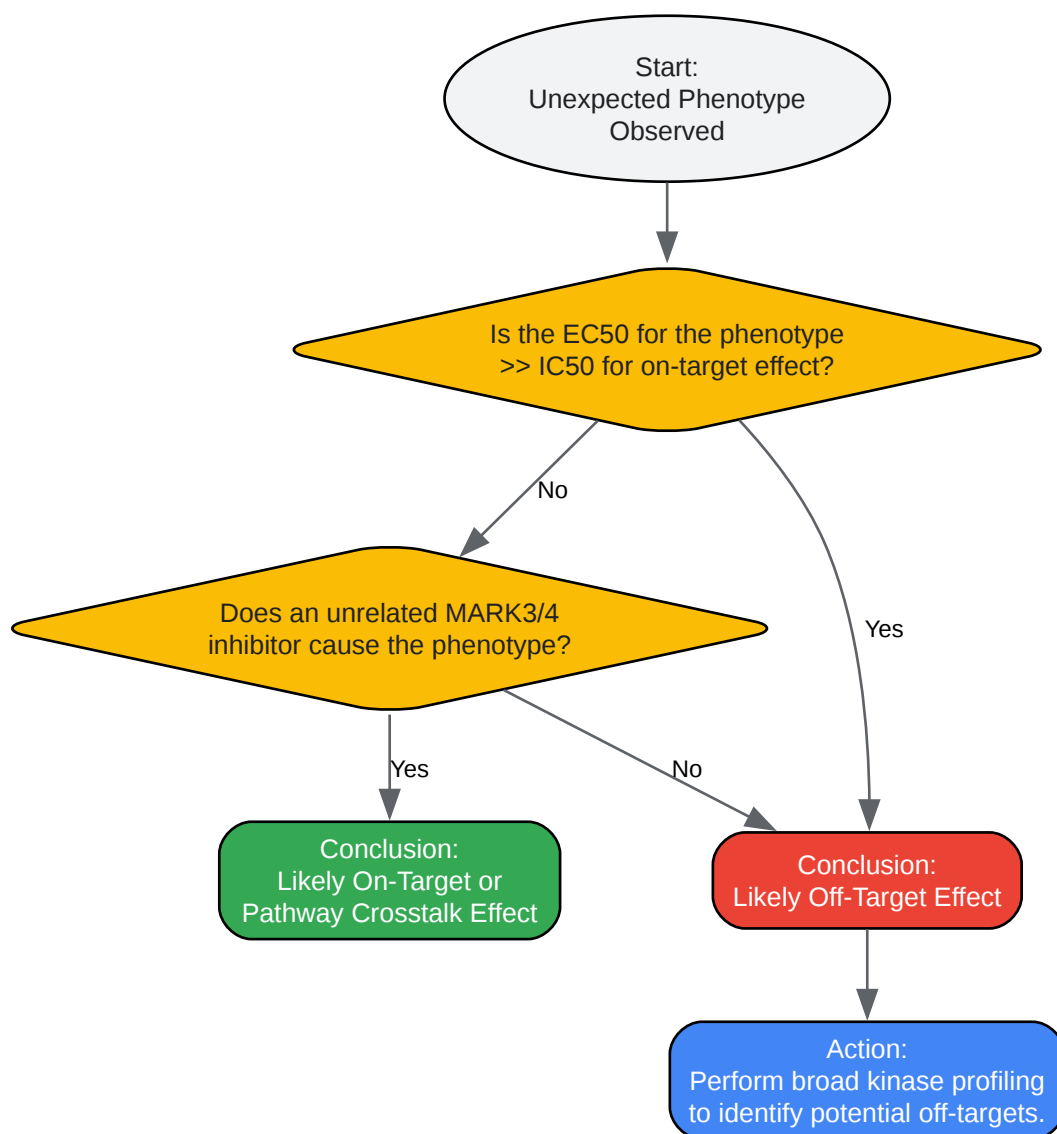 Start:
Unexpected Phenotype
Observed
Is the EC50 for the phenotype
>> IC50 for on-target effect?
No
Yes
Does an unrelated MARK3/4
inhibitor cause the phenotype?
Yes
No
Conclusion:
Likely On-Target or
Pathway Crosstalk Effect
Conclusion:
Likely Off-Target Effect
Action:
Perform broad kinase profiling
to identify potential off-targets.